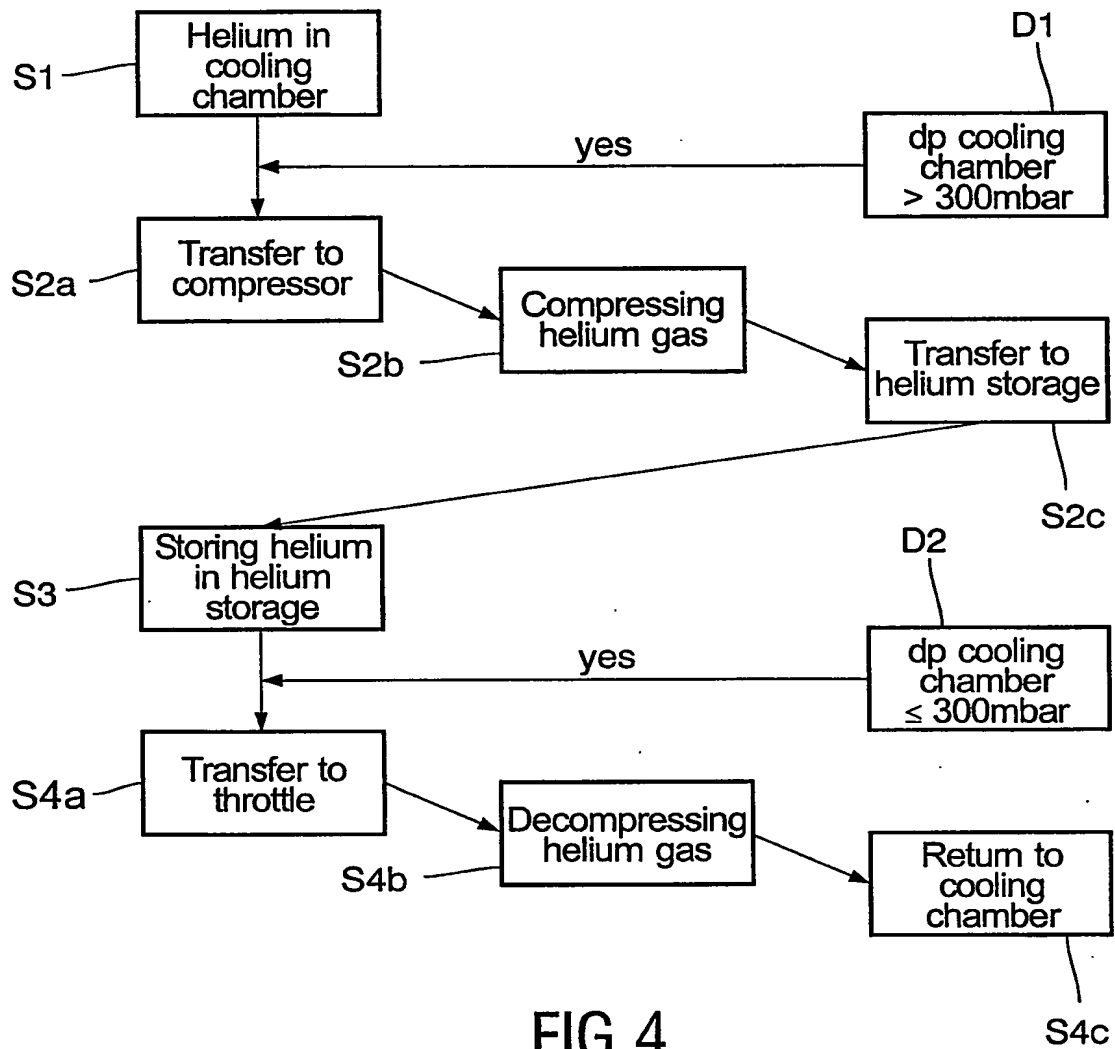 Helium in
cooling
chamber
S1
D1
dp cooling
chamber
> 300mbar
yes
Transfer to
compressor
S2a
Compressing
helium gas
S2b
Transfer to
helium storage
S2c
Storing helium
in helium
storage
S3
D2
dp cooling
chamber
≤ 300mbar
yes
Transfer to
throttle
S4a
Decompressing
helium gas
S4b
Return to
cooling
chamber
S4c
FIG 4